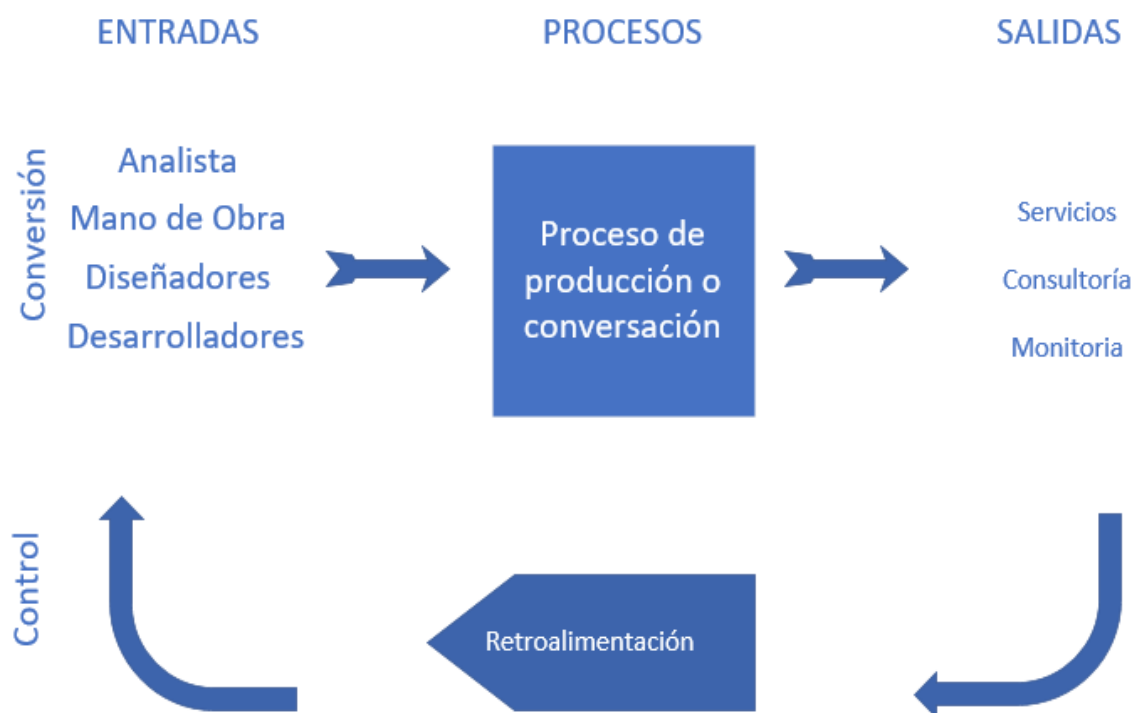 ENTRADAS
PROCESOS
SALIDAS
Conversión
Analista
Mano de Obra
Diseñadores
Desarrolladores
Proceso de
producción o
conversación
Servicios
Consultoría
Monitoria
Control
Retroalimentación